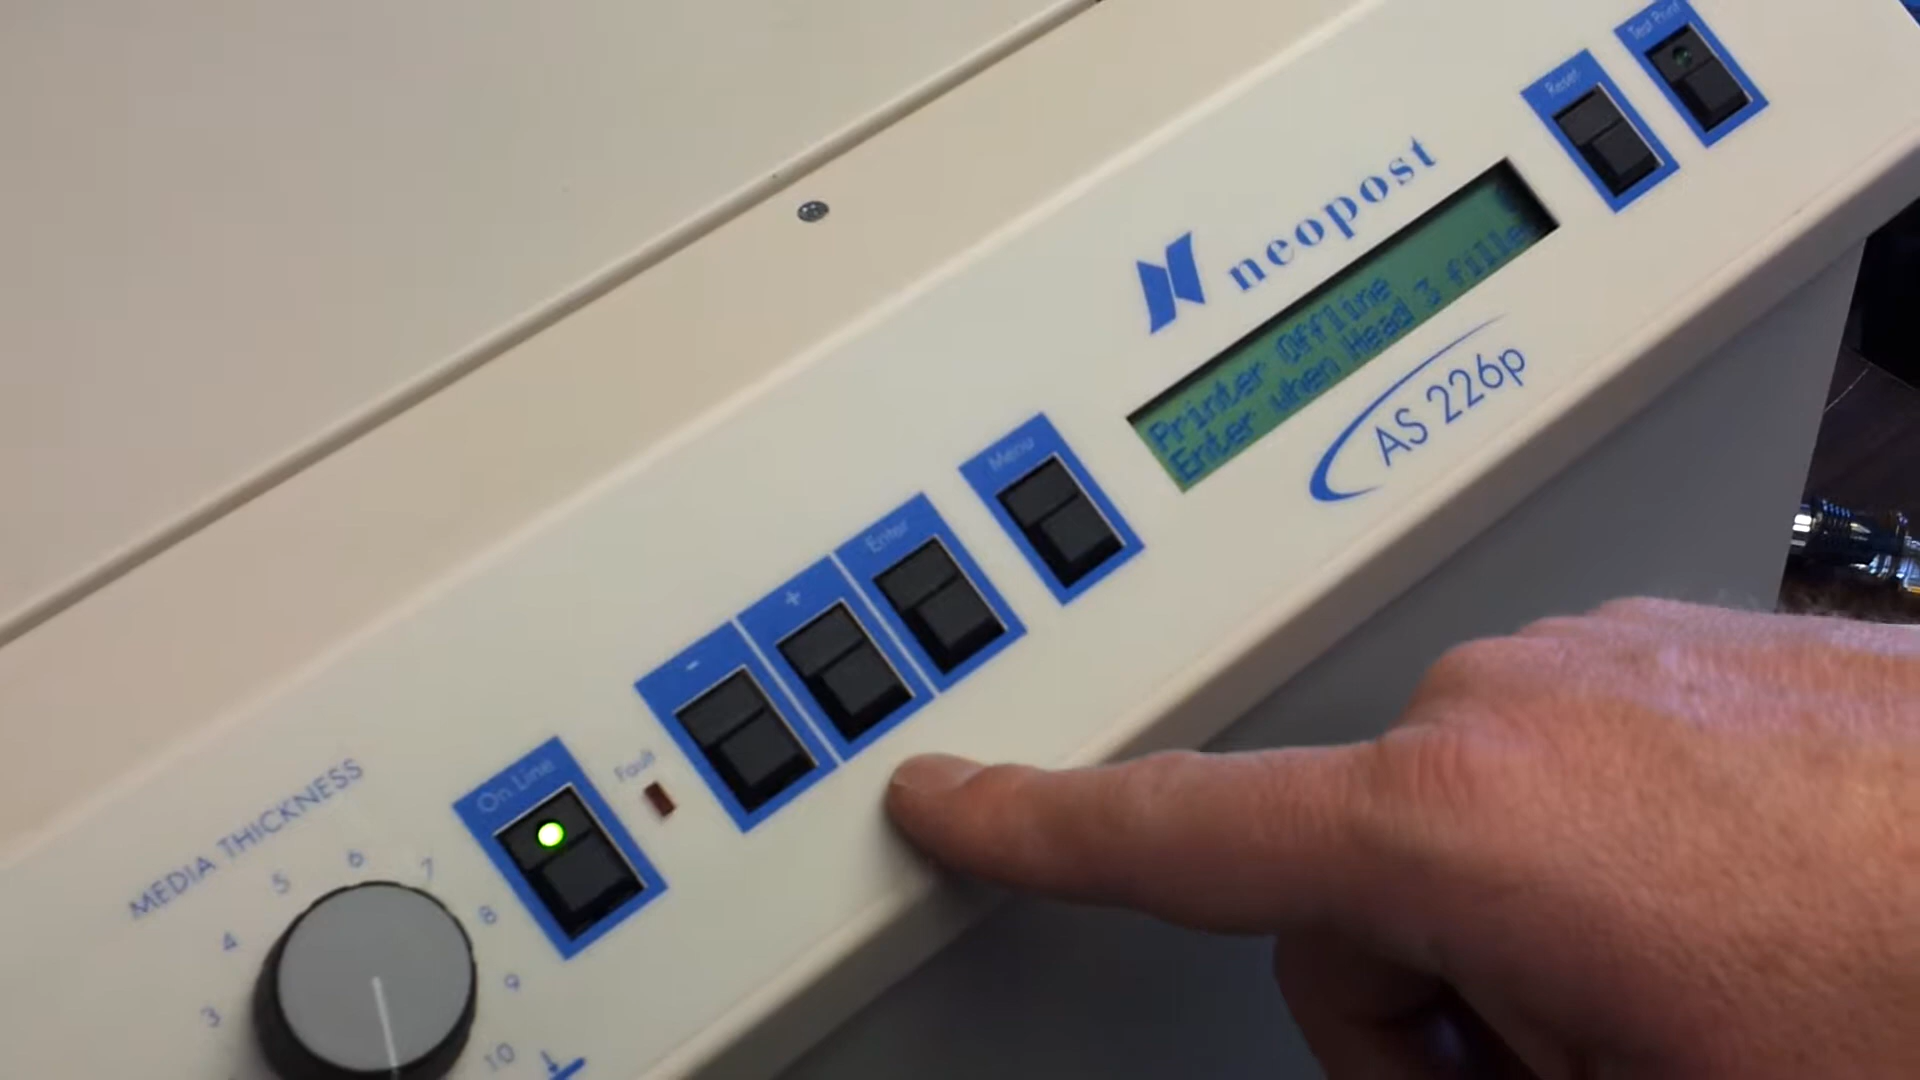 Test Print
Reset
neopost
Printer Offline
Enter when Head 3 fille
AS 226p
Menu
Enter
+
-
Fault
On Line
MEDIA THICKNESS
3
4
5
6
7
8
9
10